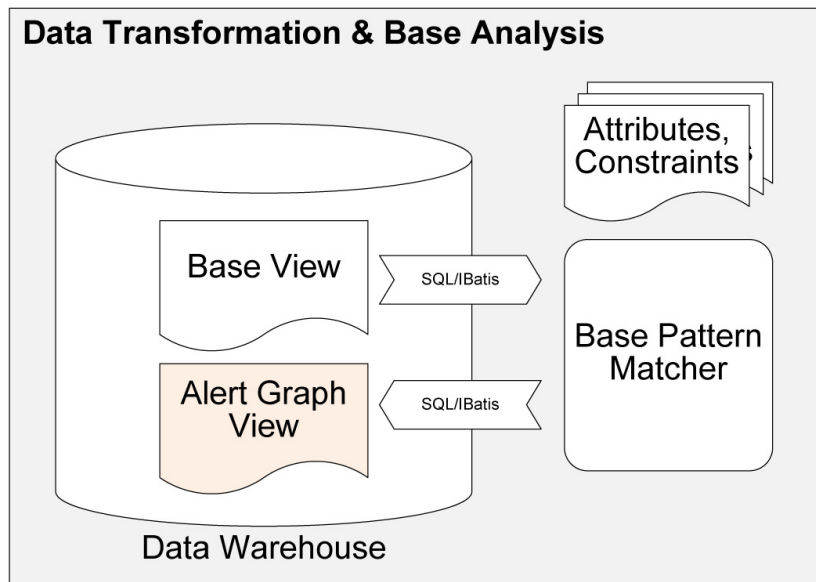 Data Transformation & Base Analysis
Attributes,
Constraints
s
Base View
SQL/IBatis
Base Pattern
Matcher
Alert Graph
View
SQL/IBatis
Data Warehouse